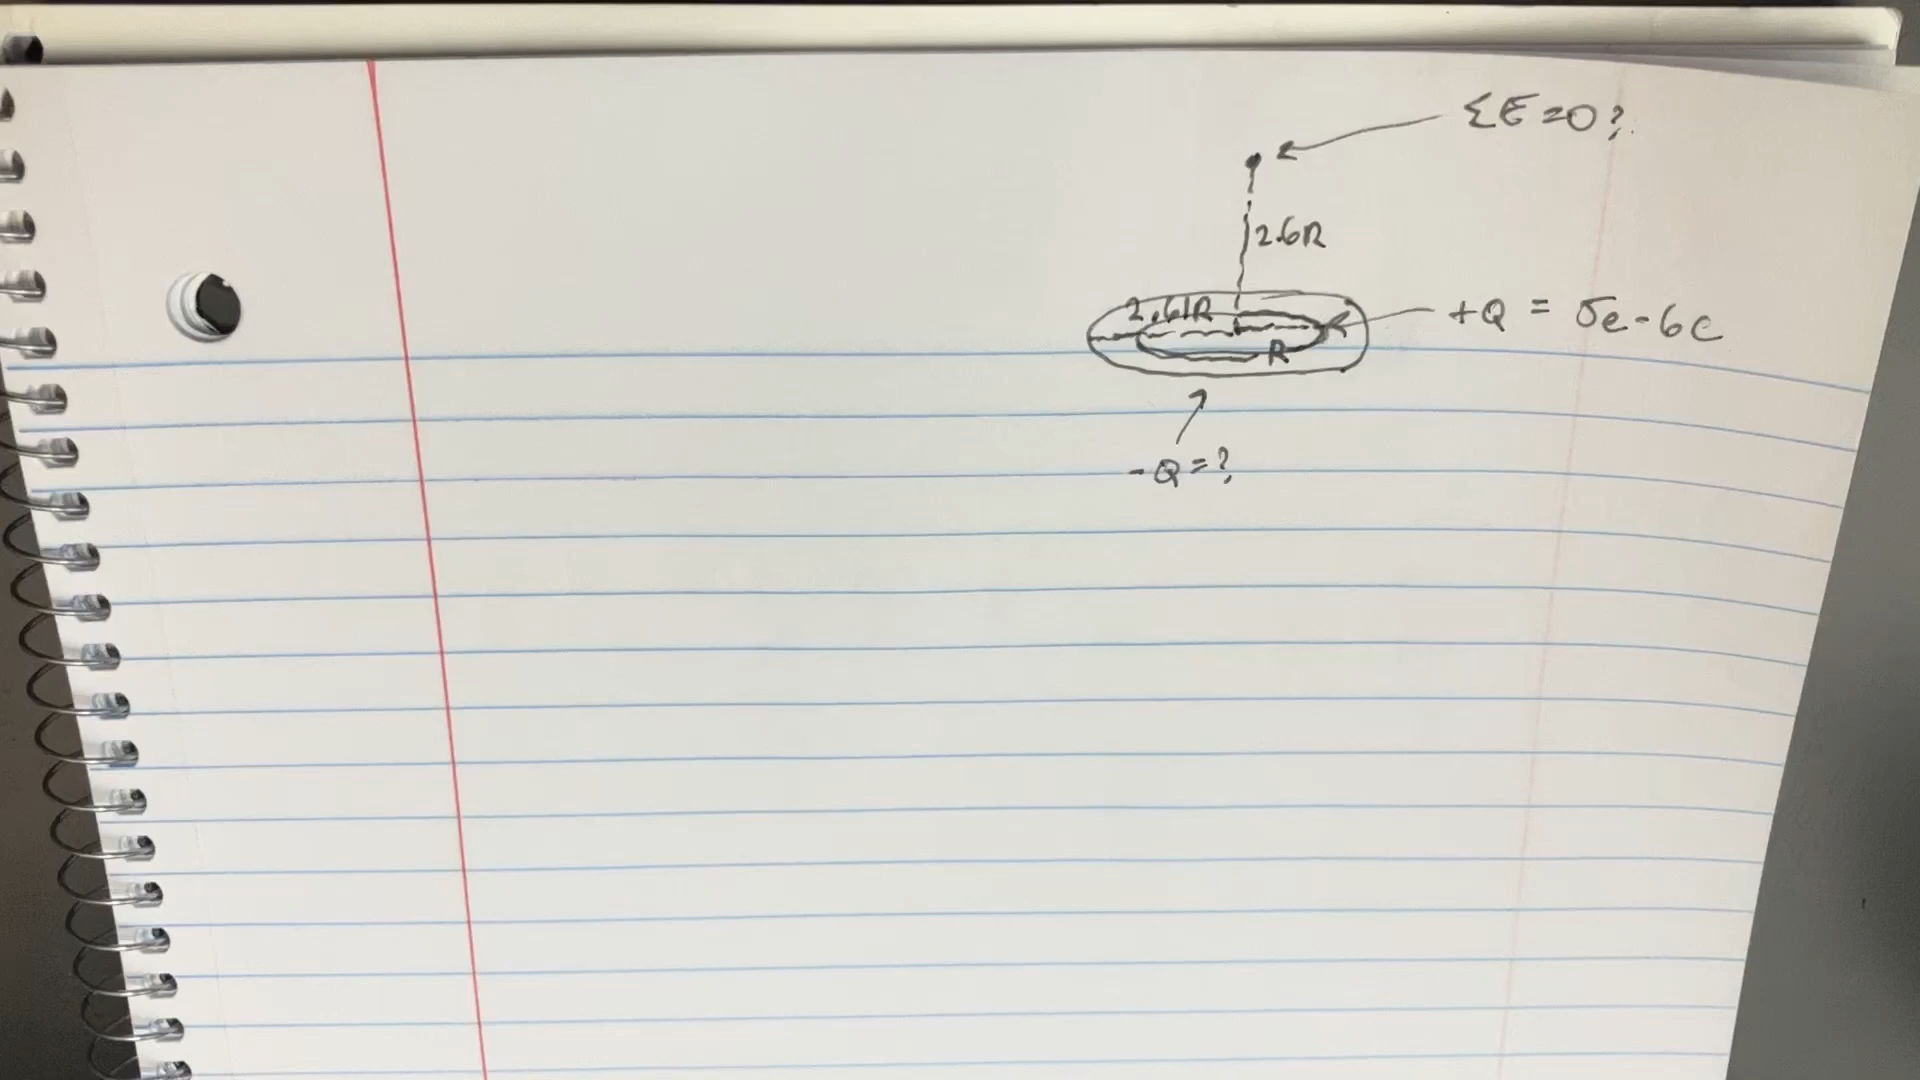 ΣE=0?
2.6R
2.61R
+Q = 5e-6C
R
-Q=?